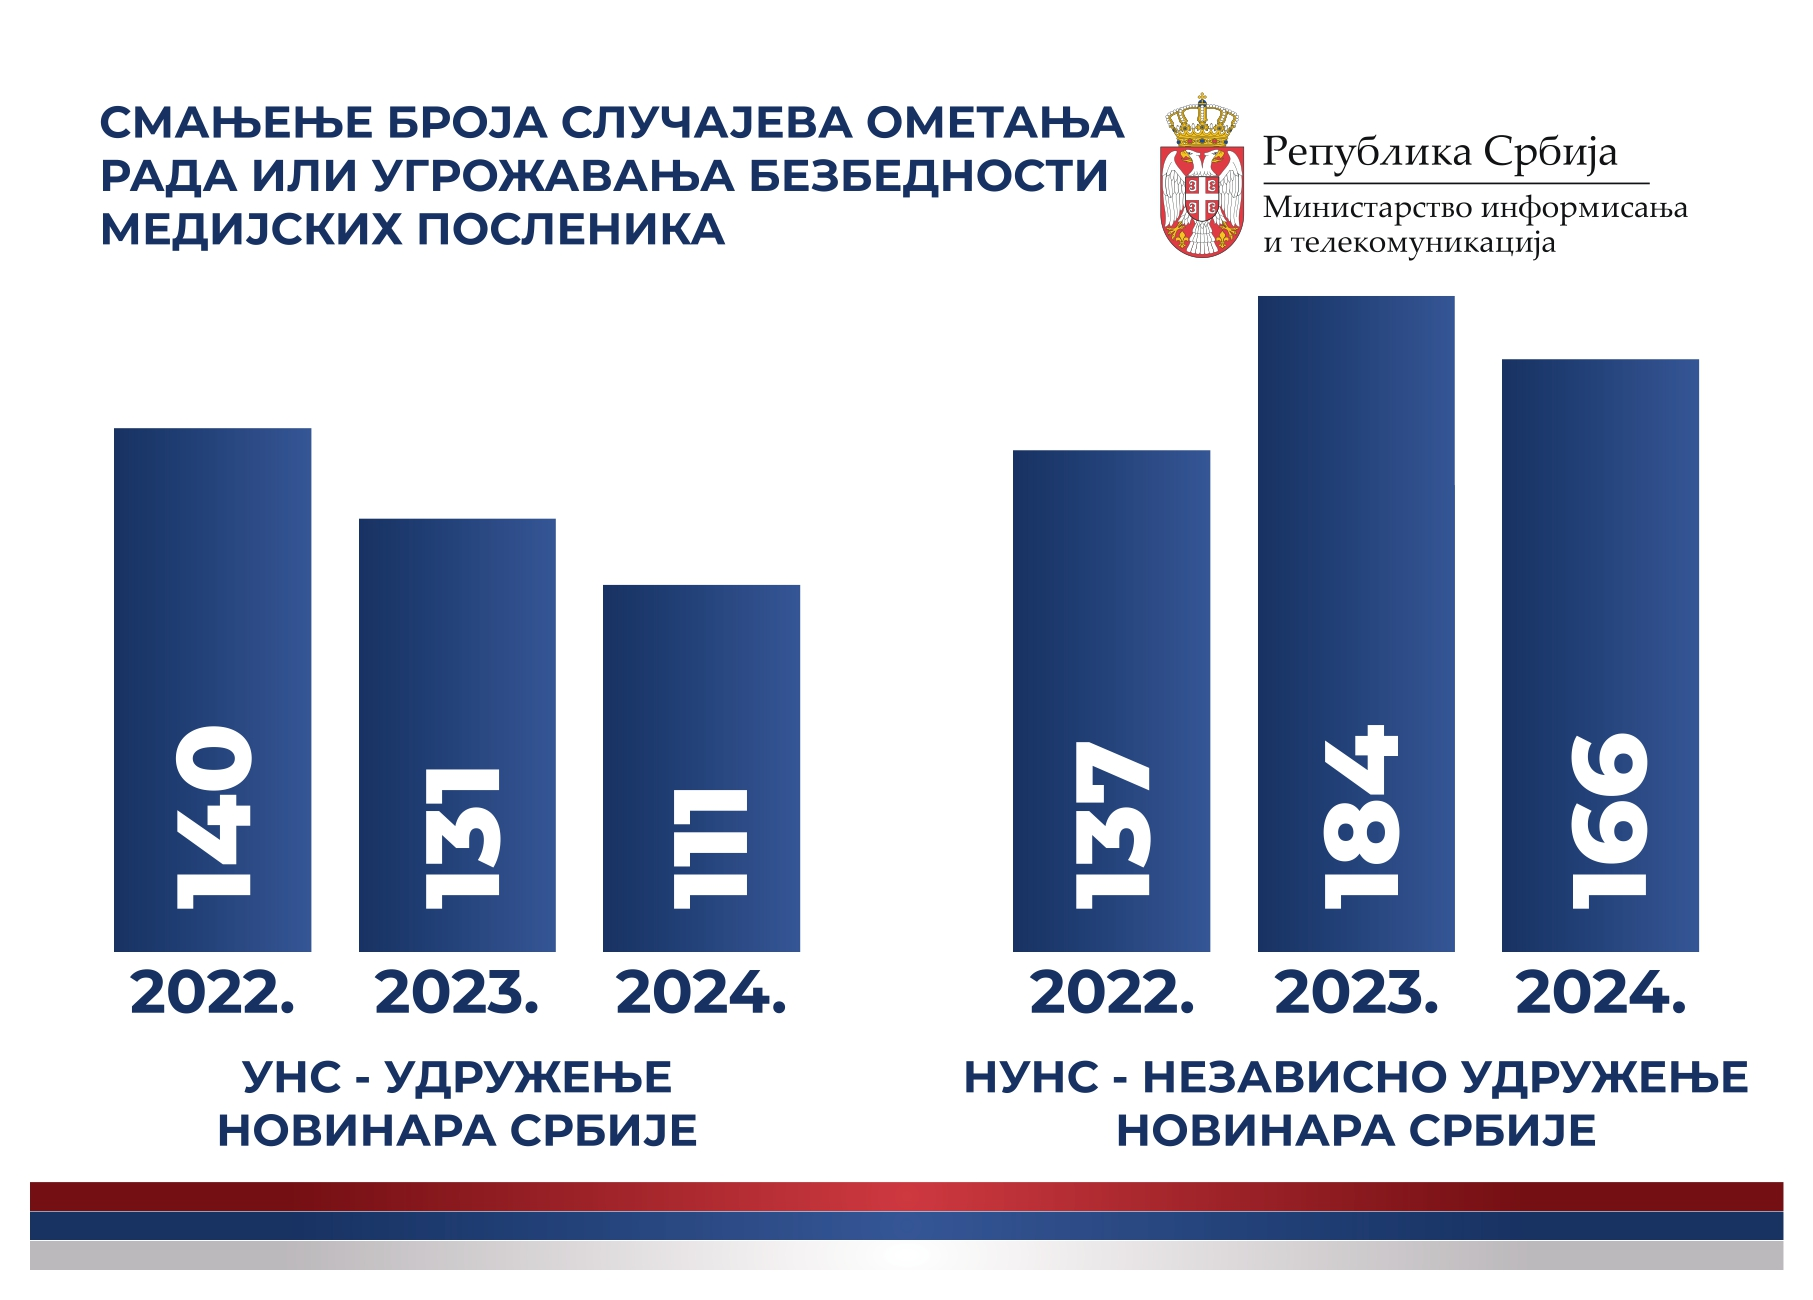 СМАЊЕЊЕ БРОЈА СЛУЧАЈЕВА ОМЕТАЊА
РАДА ИЛИ УГРОЖАВАЊА БЕЗБЕДНОСТИ
МЕДИЈСКИХ ПОСЛЕНИКА
Република Србија
Министарство информисања
и телекомуникација
140
131
111
2022.
2023.
2024.
УНС - УДРУЖЕЊЕ
НОВИНАРА СРБИЈЕ
137
184
166
2022.
2023.
2024.
НУНС - НЕЗАВИСНО УДРУЖЕЊЕ
НОВИНАРА СРБИЈЕ